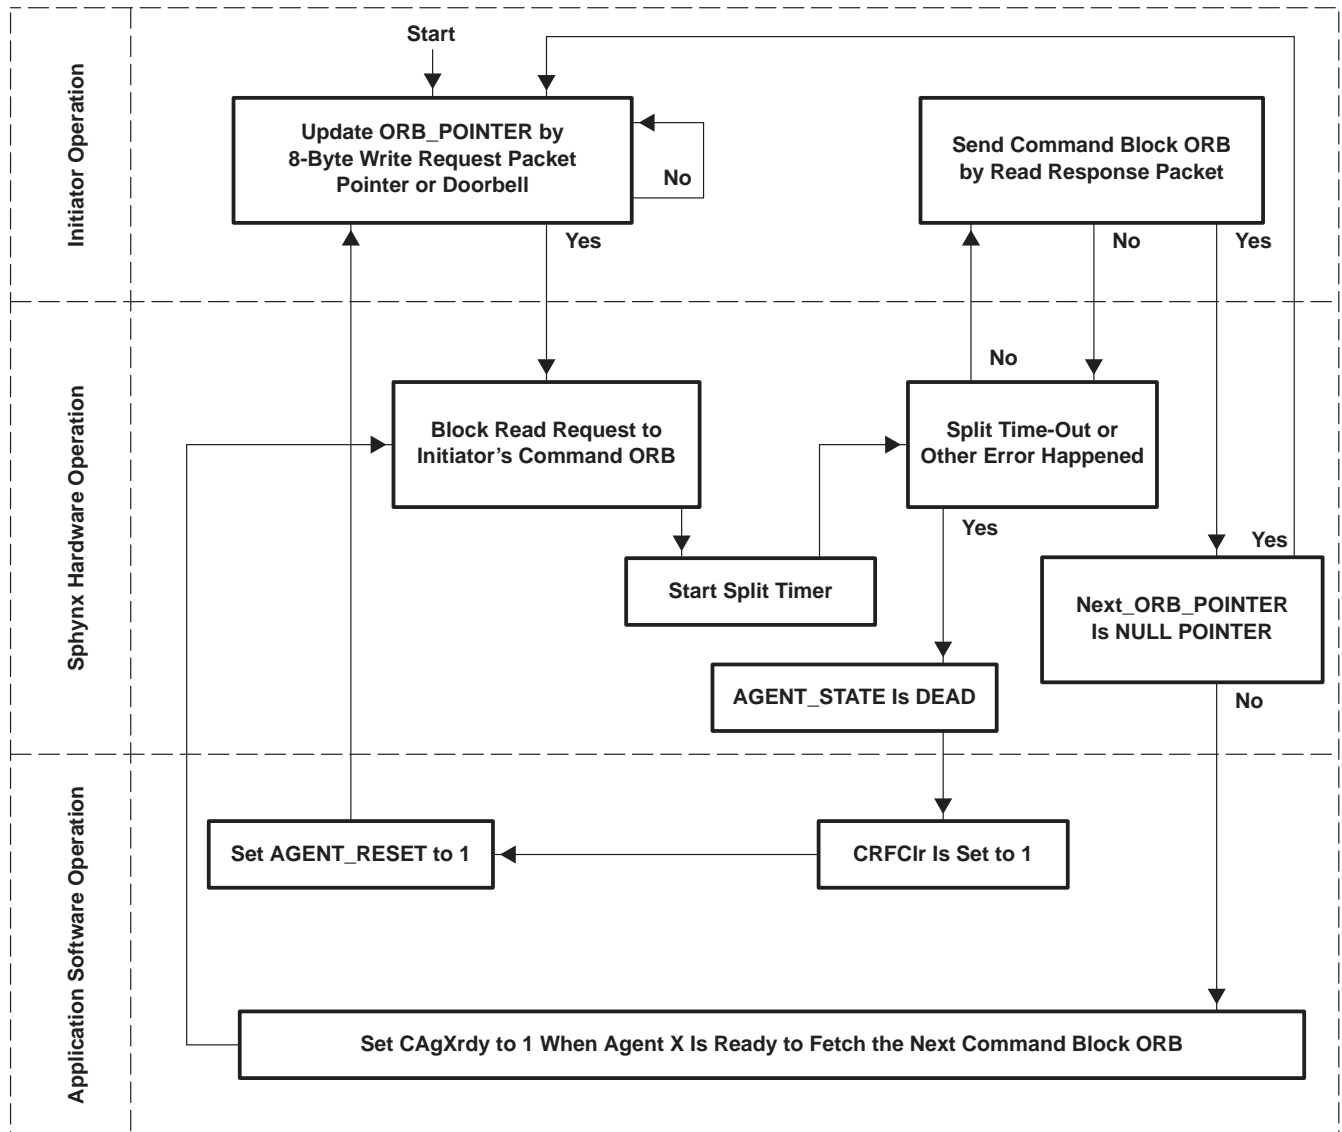 Initiator Operation
Start
Update ORB_POINTER by
8-Byte Write Request Packet
Pointer or Doorbell
No
Yes
Send Command Block ORB
by Read Response Packet
No
Yes
Sphynx Hardware Operation
Block Read Request to
Initiator's Command ORB
No
Split Time-Out or
Other Error Happened
Yes
Start Split Timer
Yes
Next_ORB_POINTER
Is NULL POINTER
No
AGENT_STATE Is DEAD
Application Software Operation
Set AGENT_RESET to 1
CRFClr Is Set to 1
Set CAgXrdy to 1 When Agent X Is Ready to Fetch the Next Command Block ORB